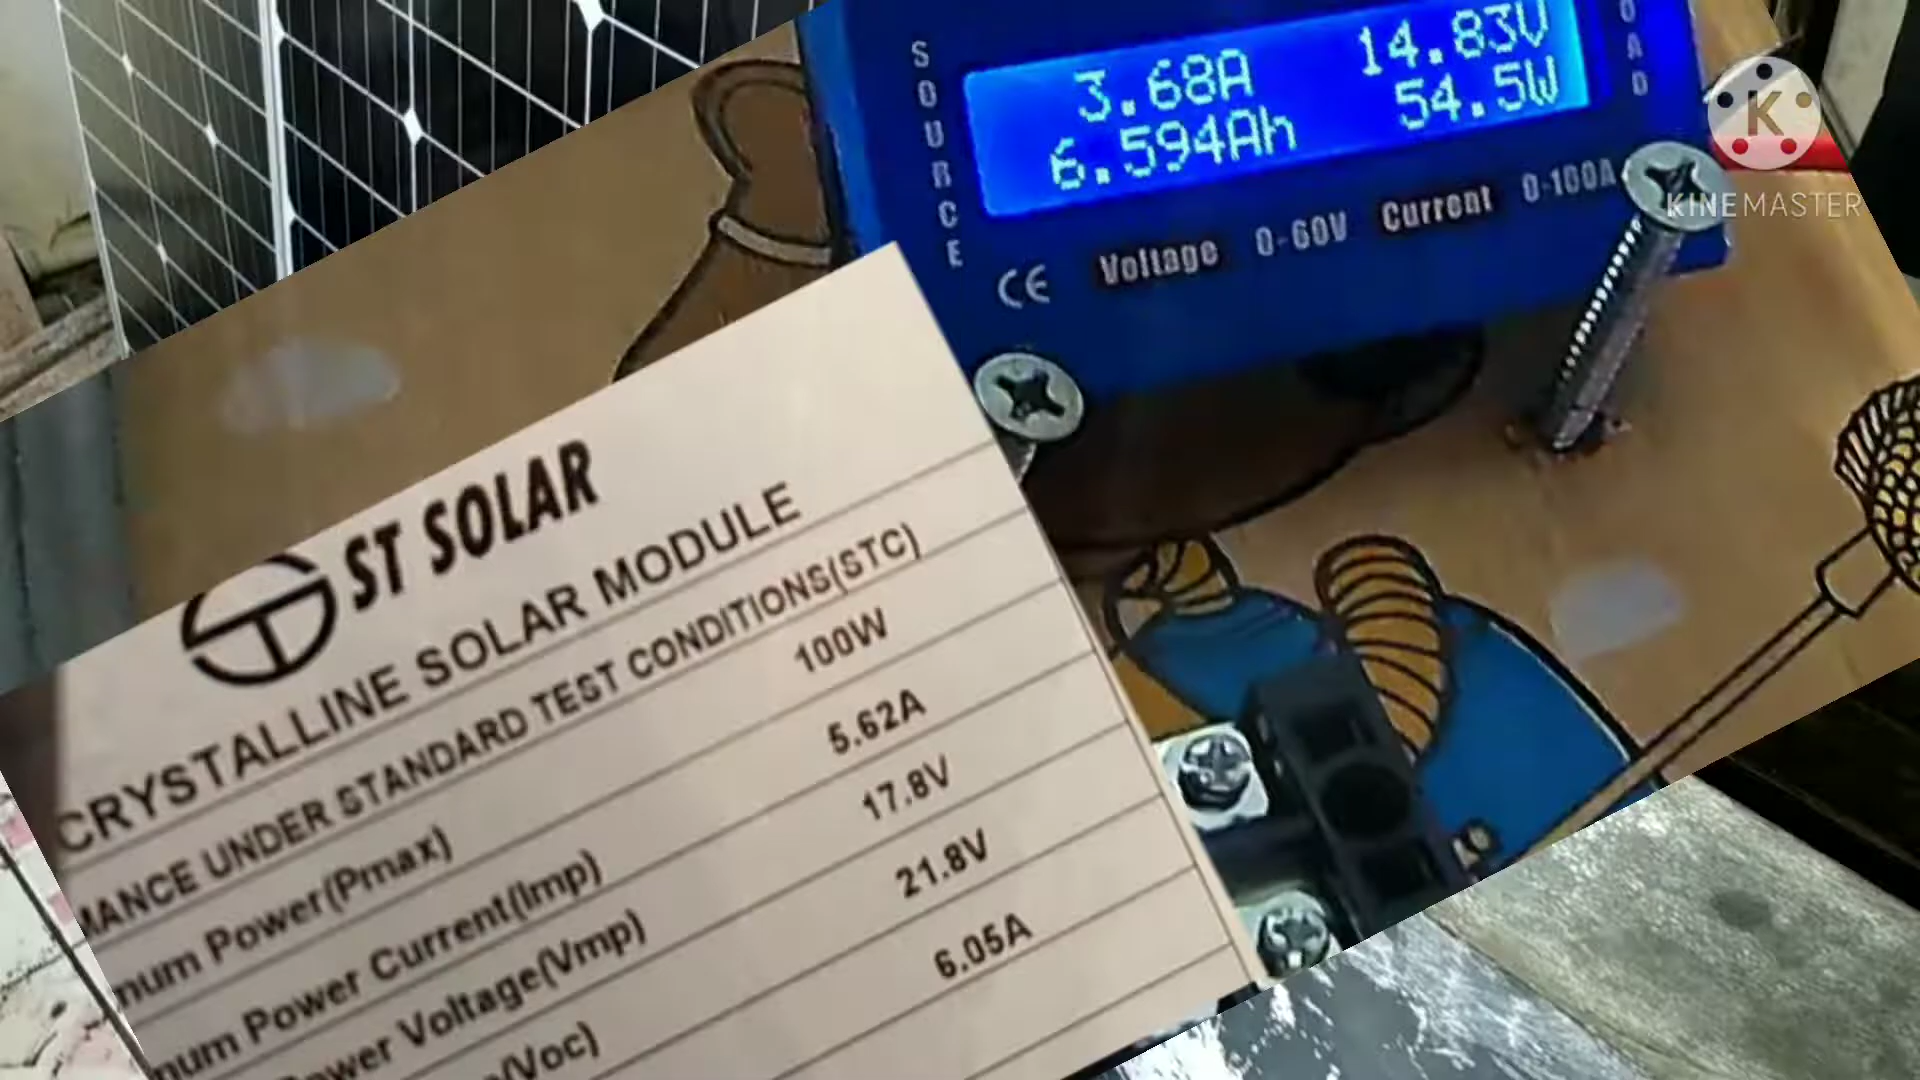 SOURCE
3.68A 14.83V
6.594Ah 54.5W
OAD
CE Voltage 0-60V Current 0-100A
K
KINEMASTER
ST SOLAR
CRYSTALLINE SOLAR MODULE
MANCE UNDER STANDARD TEST CONDITIONS(STC)
num Power(Pmax) 100W
num Power Current(Imp) 5.62A
Power Voltage(Vmp) 17.8V
(Voc) 21.8V
6.05A